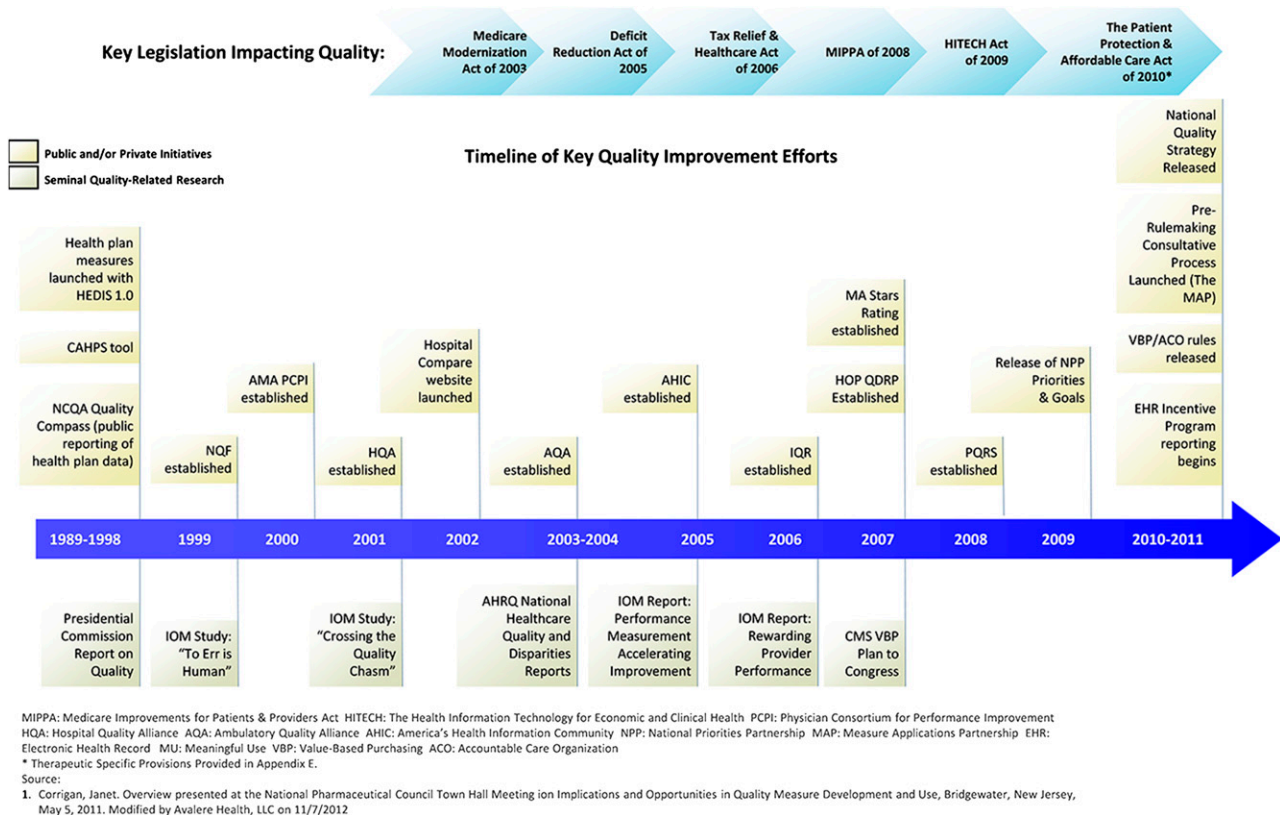 Key Legislation Impacting Quality:
Medicare
Modernization
Act of 2003
Deficit
Reduction Act of
2005
Tax Relief &
Healthcare Act
of 2006
MIPPA of 2008
HITECH Act
of 2009
The Patient
Protection &
Affordable Care Act
of 2010*
Public and/or Private Initiatives
Seminal Quality-Related Research
Timeline of Key Quality Improvement Efforts
Health plan
measures
launched with
HEDIS 1.0
CAHPS tool
NCQA Quality
Compass (public
reporting of
health plan data)
NQF
established
AMA PCPI
established
HQA
established
Hospital
Compare
website
launched
AQA
established
AHIC
established
IQR
established
MA Stars
Rating
established
HOP QDRP
Established
PQRS
established
Release of NPP
Priorities
& Goals
National
Quality
Strategy
Released
Pre-
Rulemaking
Consultative
Process
Launched (The
MAP)
VBP/ACO rules
released
EHR Incentive
Program
reporting
begins
1989-1998
1999
2000
2001
2002
2003-2004
2005
2006
2007
2008
2009
2010-2011
Presidential
Commission
Report on
Quality
IOM Study:
"To Err is
Human"
IOM Study:
"Crossing the
Quality
Chasm"
AHRQ National
Healthcare
Quality and
Disparities
Reports
IOM Report:
Performance
Measurement
Accelerating
Improvement
IOM Report:
Rewarding
Provider
Performance
CMS VBP
Plan to
Congress
MIPPA: Medicare Improvements for Patients & Providers Act HITECH: The Health Information Technology for Economic and Clinical Health PCPI: Physician Consortium for Performance Improvement
HQA: Hospital Quality Alliance AQA: Ambulatory Quality Alliance AHIC: America's Health Information Community NPP: National Priorities Partnership MAP: Measure Applications Partnership EHR:
Electronic Health Record MU: Meaningful Use VBP: Value-Based Purchasing ACO: Accountable Care Organization
* Therapeutic Specific Provisions Provided in Appendix E.
Source:
1. Corrigan, Janet. Overview presented at the National Pharmaceutical Council Town Hall Meeting ion Implications and Opportunities in Quality Measure Development and Use, Bridgewater, New Jersey,
May 5, 2011. Modified by Avalere Health, LLC on 11/7/2012